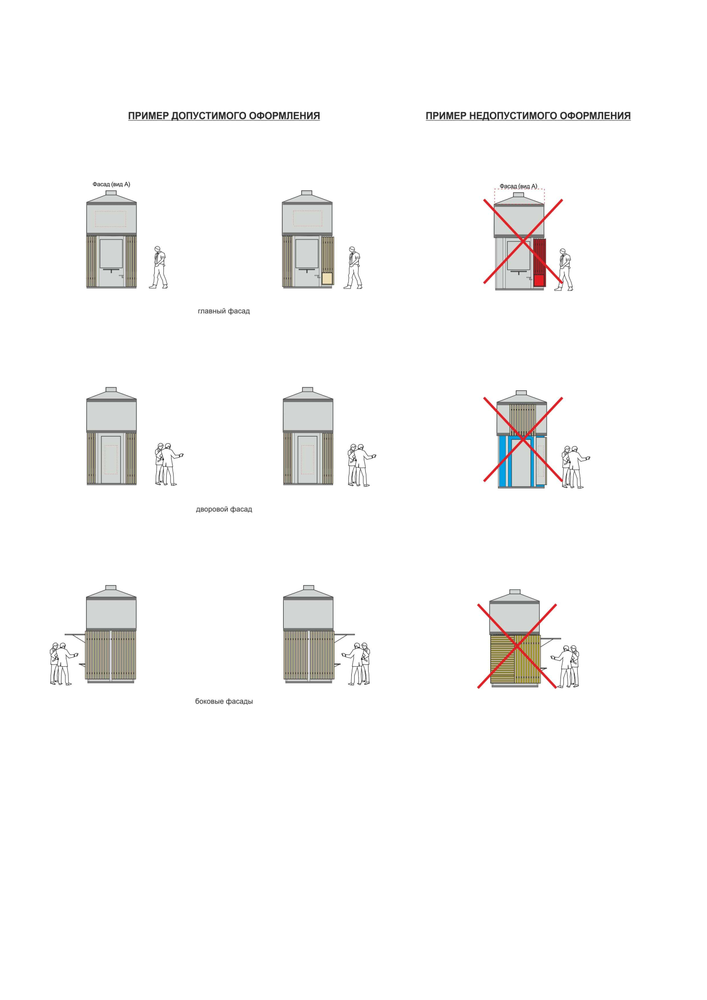 ПРИМЕР ДОПУСТИМОГО ОФОРМЛЕНИЯ
ПРИМЕР НЕДОПУСТИМОГО ОФОРМЛЕНИЯ
Фасад (вид А)
Фасад (вид А)
главный фасад
дворовой фасад
боковые фасады